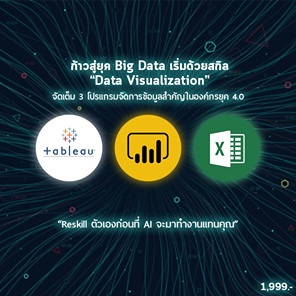 ก้าวสู่ยุค Big Data เริ่มด้วยสกิล
“Data Visualization”
จัดเต็ม 3 โปรแกรมจัดการข้อมูลสำคัญในองค์กรยุค 4.0
+ableau
X
“Reskill ตัวเองก่อนที่ AI จะมาทำงานแทนคุณ”
1,999.-